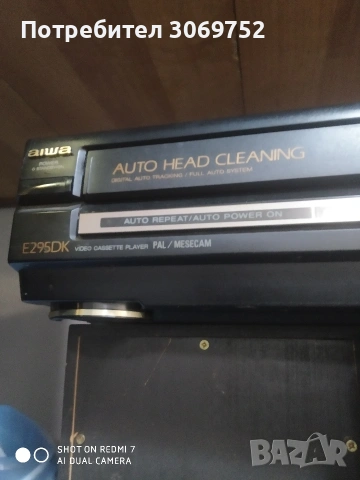 Потребител 3069752
aiwa
AUTO HEAD CLEANING
DIGITAL AUTO TRACKING / FULL AUTO SYSTEM
AUTO REPEAT/AUTO POWER ON
E295DK VIDEO CASSETTE PLAYER PAL/MESECAM
SHOT ON REDMI 7
AI DUAL CAMERA
BAZAR